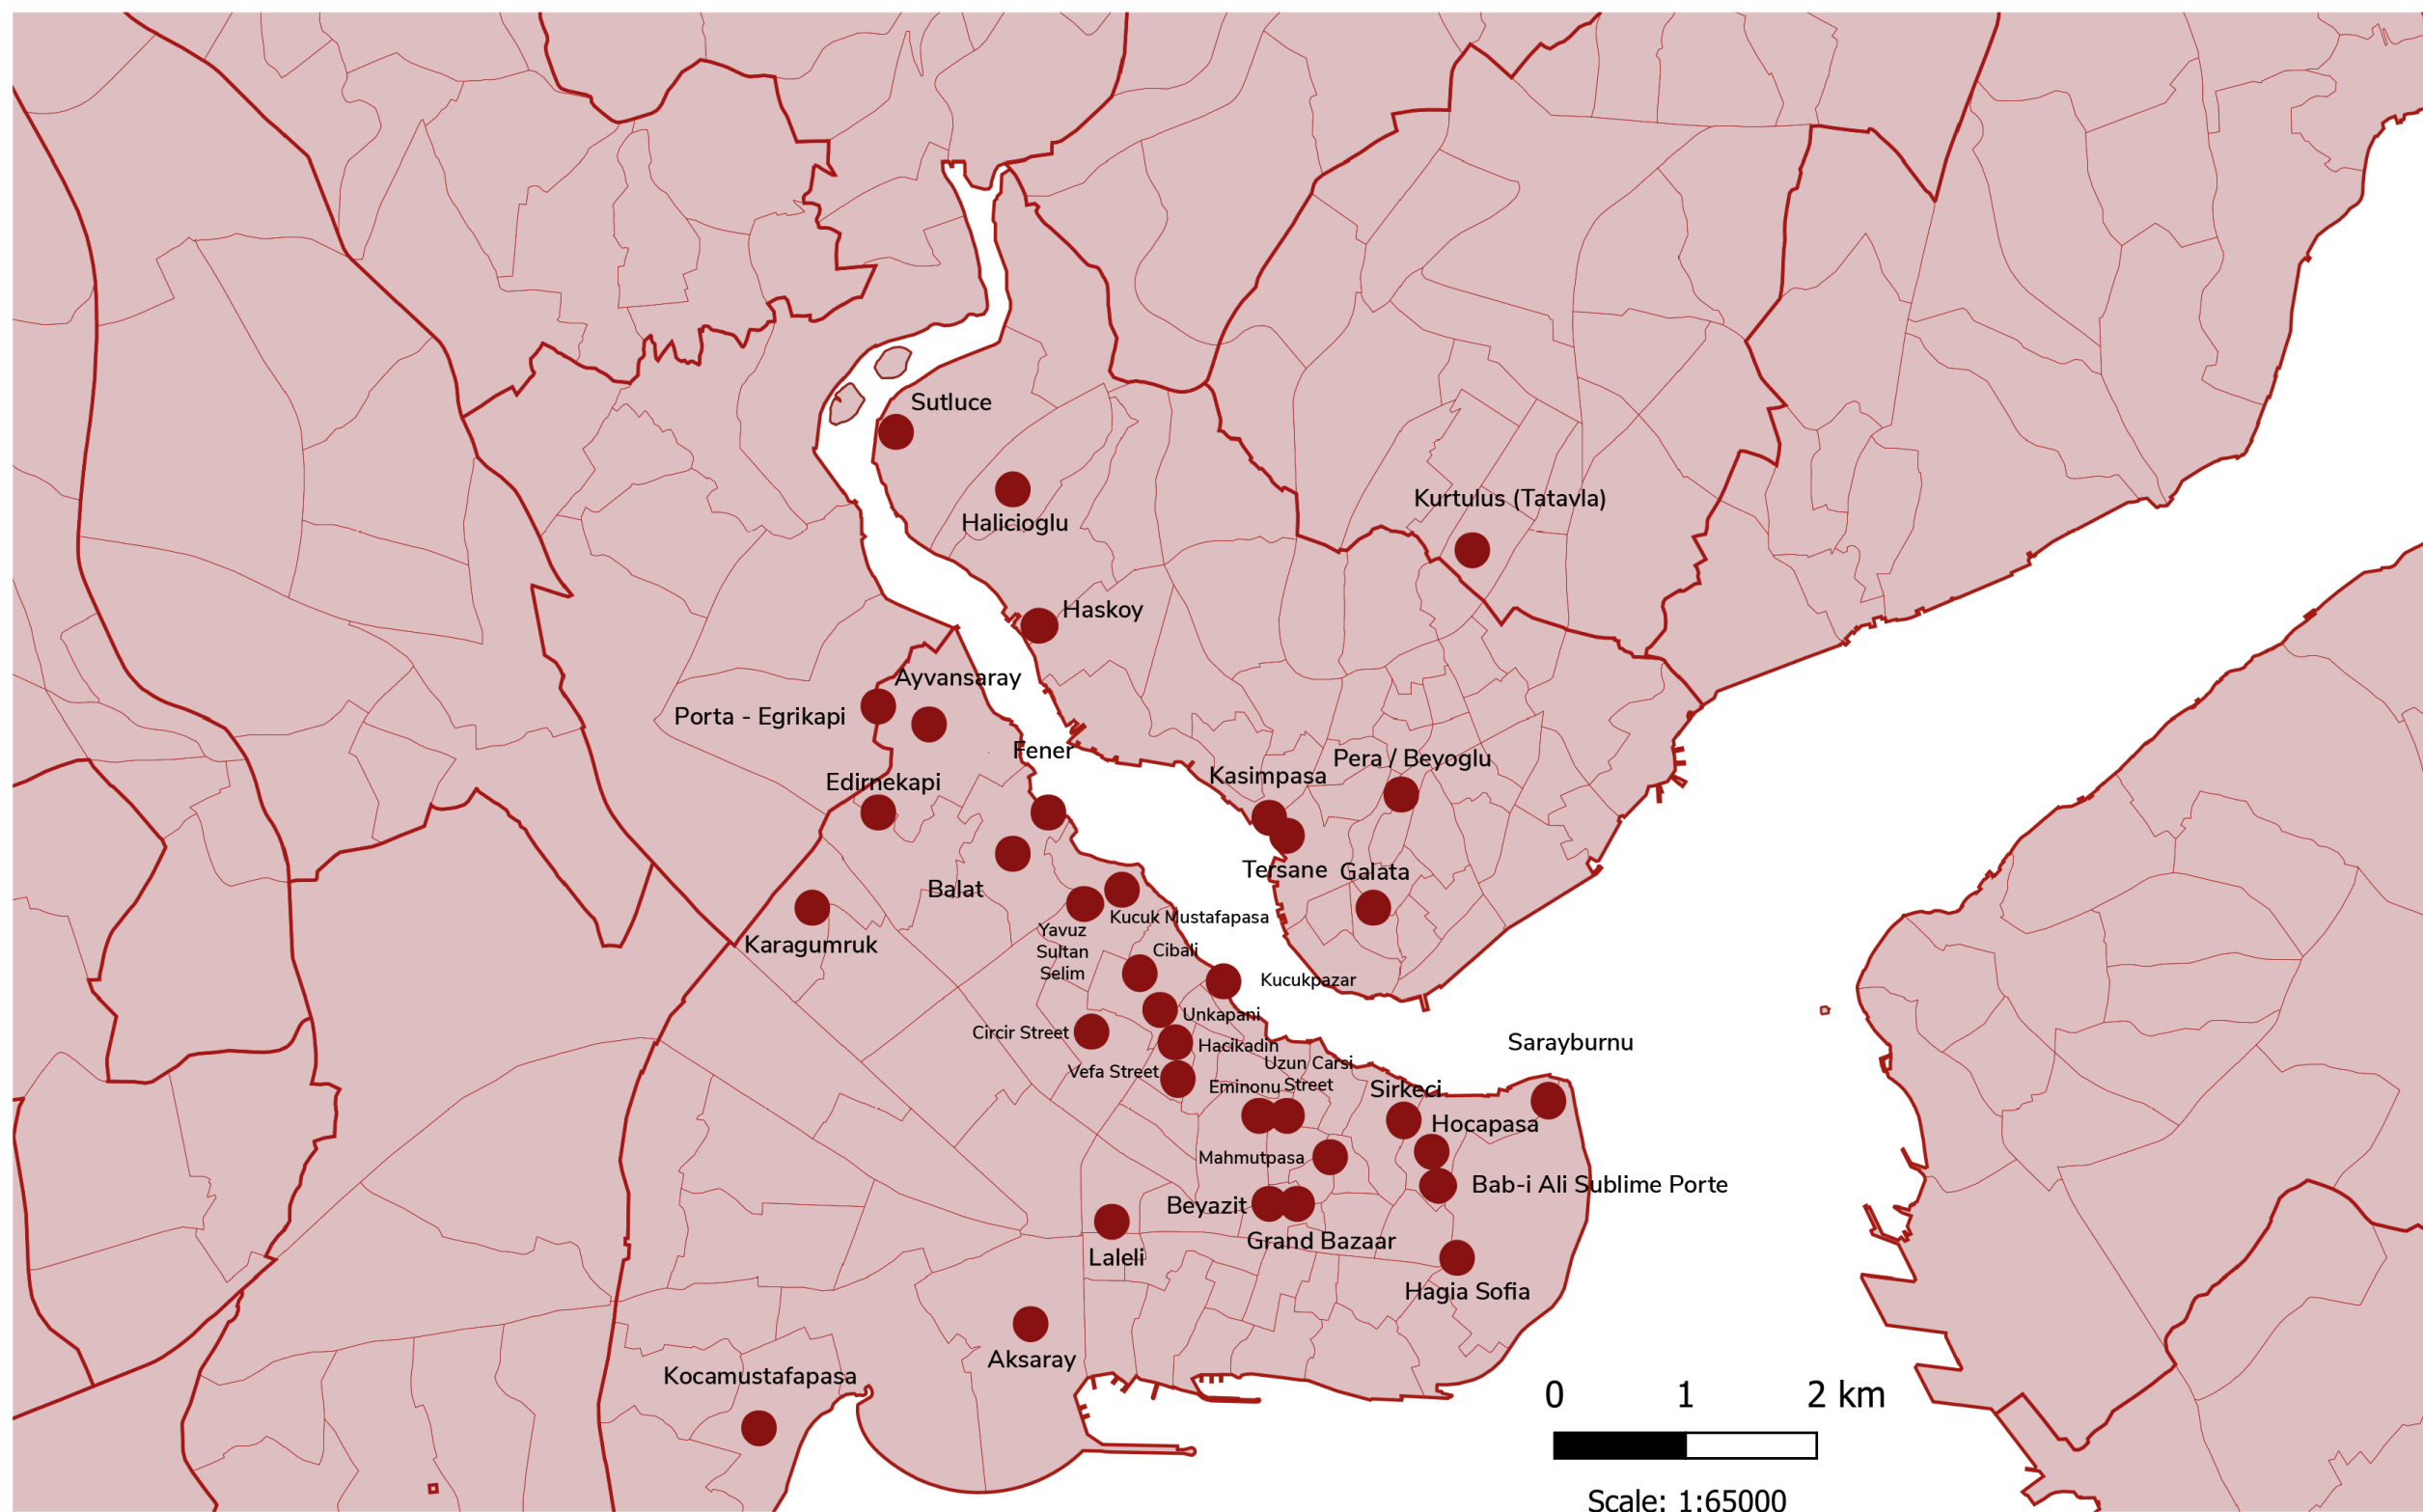 Sutluce
Kurtulus (Tatavla)
Halicioglu
Haskoy
Ayvansaray
Porta - Egrikapi
Fener
Pera / Beyoglu
Kasimpasa
Edirnekapi
Tersane
Galata
Balat
Kucuk Mustafapasa
Yavuz
Sultan
Selim
Karagumruk
Cibali
Kucukpazar
Unkapani
Circir Street
Hacikadin
Sarayburnu
Uzun Carsi
Street
Vefa Street
Eminonu
Sirkeci
Hocapasa
Mahmutpasa
Bab-i Ali Sublime Porte
Beyazit
Grand Bazaar
Laleli
Hagia Sofia
Aksaray
Kocamustafapasa
0 1 2 km
Scale: 1:65000